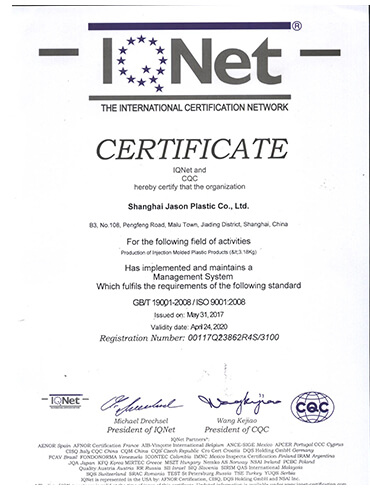 IQNet®
THE INTERNATIONAL CERTIFICATION NETWORK
CERTIFICATE
IQNet and
CQC
hereby certify that the organization
Shanghai Jason Plastic Co., Ltd.
B3, No.108, Pengfeng Road, Malu Town, Jiading District, Shanghai, China
For the following field of activities
Production of Injection Molded Plastic Products (&lt;3.18Kg)
Has implemented and maintains a
Management System
Which fulfils the requirements of the following standard
GB/T 19001-2008 / ISO 9001:2008
Issued on: May 31, 2017
Validity date: April 24, 2020
Registration Number: 00117Q23862R4S/3100
IQNet
CQC
Michael Drechsel
President of IQNet
Wang Kejiao
President of CQC
IQNet Partners*:
AENOR Spain AFNOR Certification France AIB-Vinçotte International Belgium ANCE-SIGE Mexico APCER Portugal CCC Cyprus
CISQ Italy CQC China CQM China CQS Czech Republic Cro Cert Croatia DQS Holding GmbH Germany
FCAV Brazil FONDONORMA Venezuela ICONTEC Colombia IMNC Mexico Inspecta Certification Finland IRAM Argentina
JQA Japan KFQ Korea MIRTEC Greece MSZT Hungary Nemko AS Norway NSAI Ireland PCBC Poland
Quality Austria Austria RR Russia SII Israel SIQ Slovenia SIRIM QAS International Malaysia
SQS Switzerland SRAC Romania TEST St Petersburg Russia TSE Turkey YUQS Serbia
IQNet is represented in the USA by: AFNOR Certification, CISQ, DQS Holding GmbH and NSAI Inc.